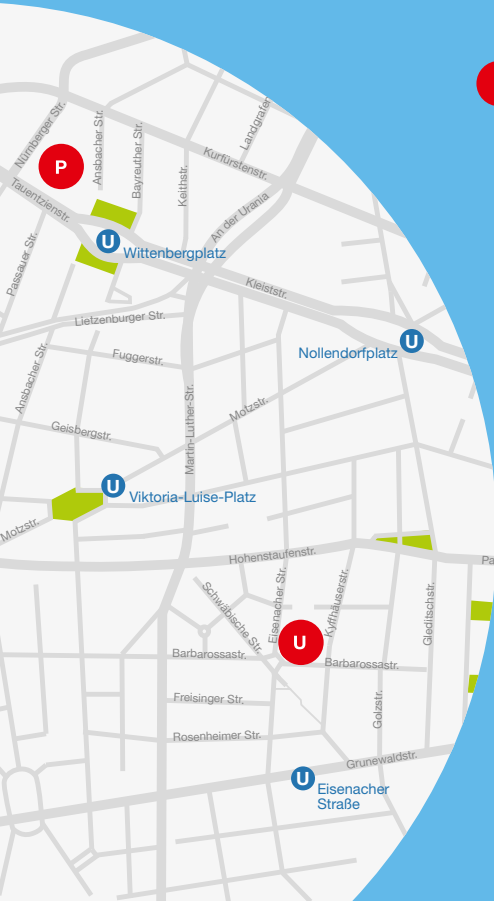 Nürnberger Str.
Ansbacher Str.
Bayreuther Str.
Keithstr.
Landgrafen
Kurfürstenstr.
P
Tauentzienstr.
An der Urania
Passauer Str.
U
Wittenbergplatz
Kleiststr.
Lietzenburger Str.
Nollendorfplatz
U
Fuggerstr.
Ansbacher Str.
Martin-Luther-Str.
Motzstr.
Geisbergstr.
U
Viktoria-Luise-Platz
Motzstr.
Hohenstaufenstr.
Pa
Schwäbische Str.
Eisenacher Str.
Kyffhäuserstr.
Gleditschstr.
U
Barbarossastr.
Barbarossastr.
Freisinger Str.
Golzstr.
Rosenheimer Str.
Grunewaldstr.
U
Eisenacher
Straße